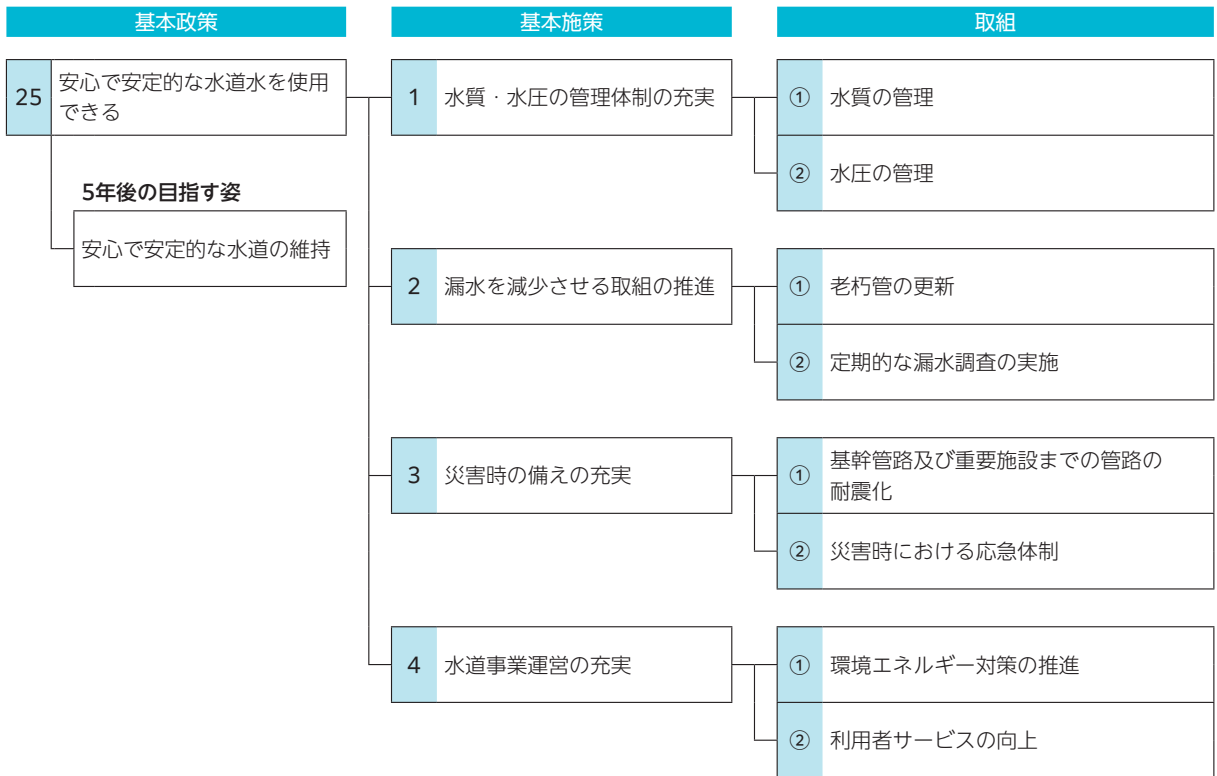 基本政策
基本施策
取組
25
安心で安定的な水道水を使用
できる
5年後の目指す姿
安心で安定的な水道の維持
1
水質・水圧の管理体制の充実
①
水質の管理
②
水圧の管理
2
漏水を減少させる取組の推進
①
老朽管の更新
②
定期的な漏水調査の実施
3
災害時の備えの充実
①
基幹管路及び重要施設までの管路の
耐震化
②
災害時における応急体制
4
水道事業運営の充実
①
環境エネルギー対策の推進
②
利用者サービスの向上